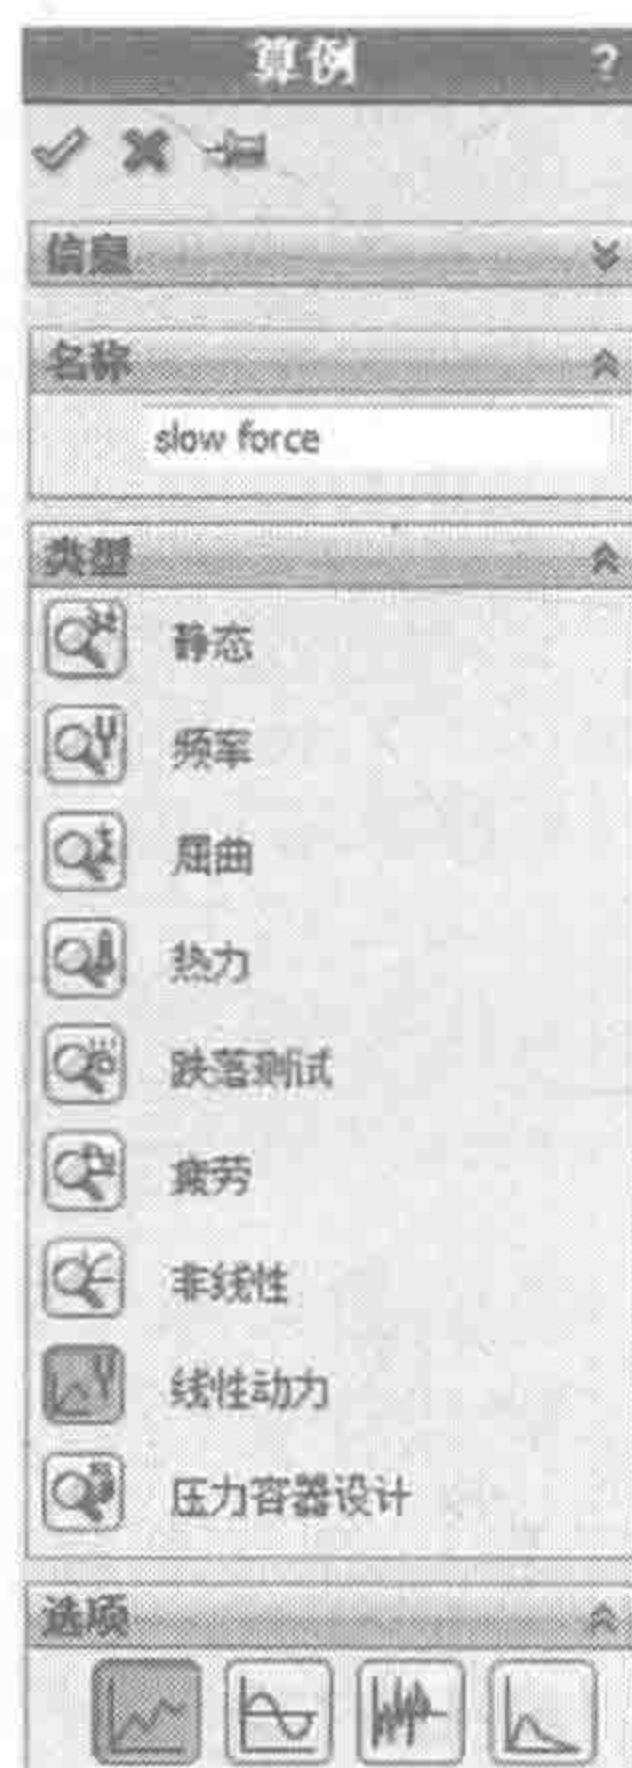 算例 ?
信息
名称
slow force
类型
静态
频率
屈曲
热力
跌落测试
疲劳
非线性
线性动力
压力容器设计
选项